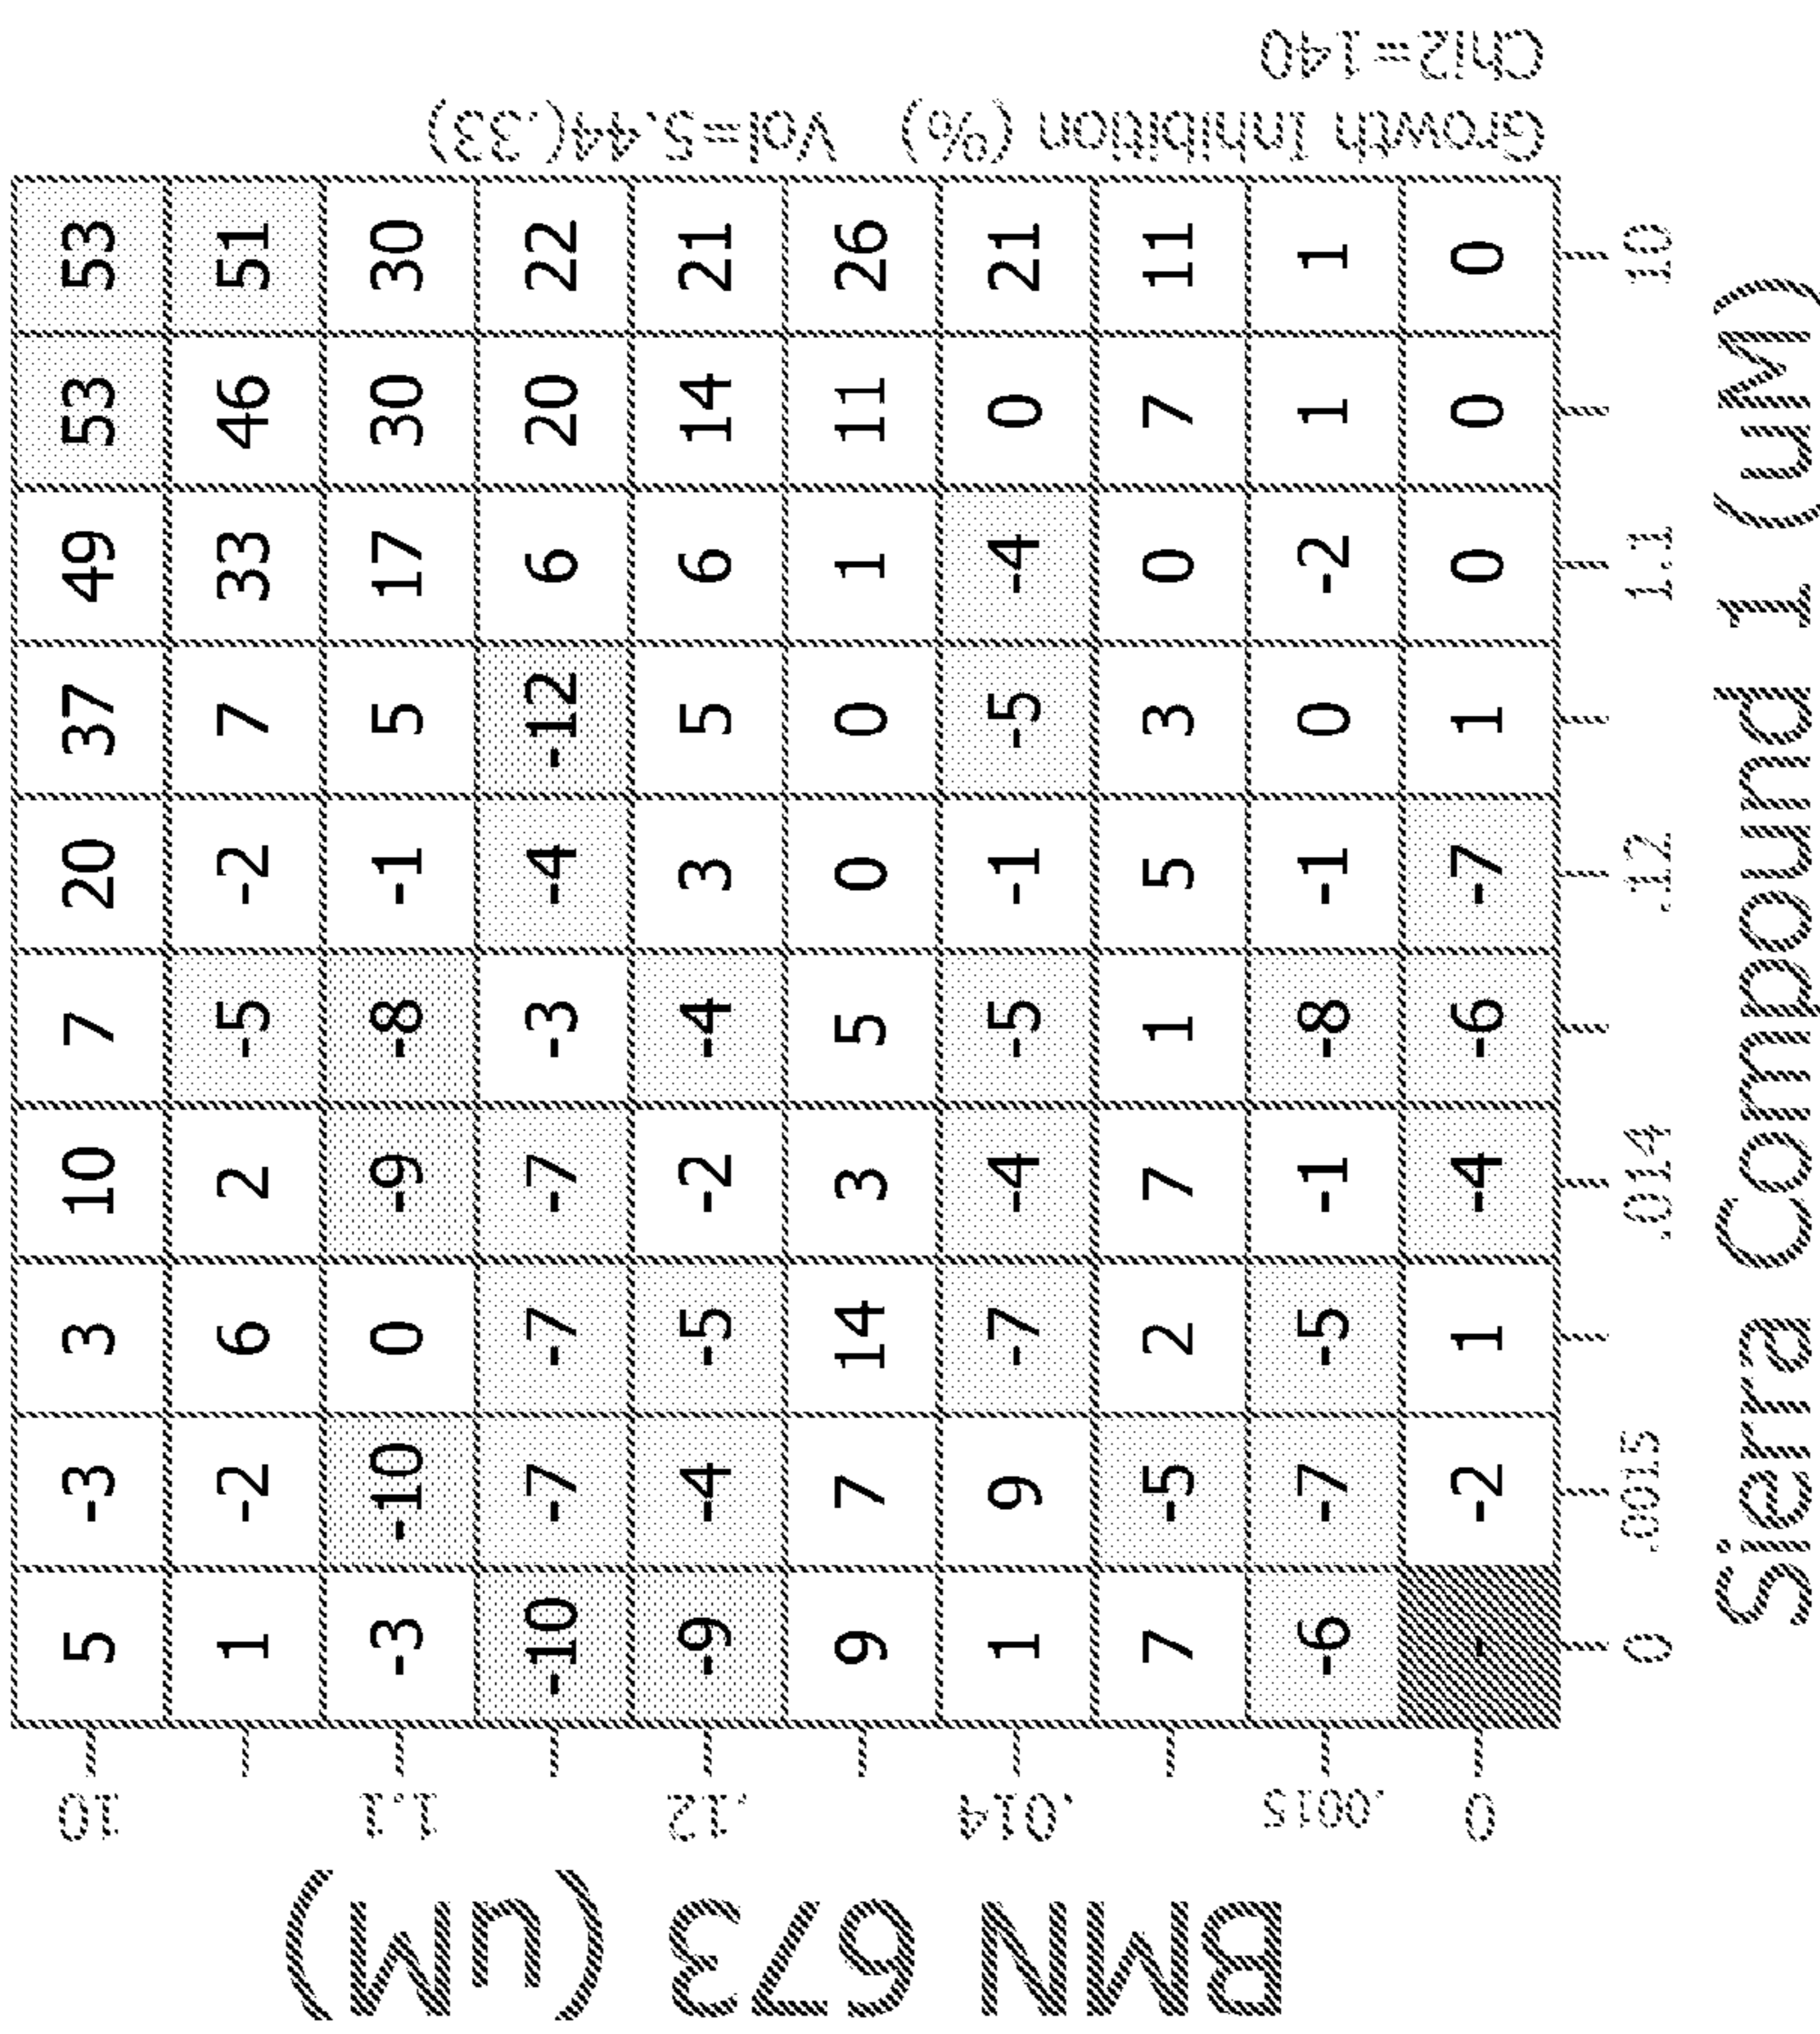 BMN 673 (uM)
10 5 -3 3 10 7 20 37 49 53 53
1 -2 6 2 -5 -2 7 33 46 51
1.1 -3 -10 0 -9 -8 -1 5 17 30 30
-10 -7 -7 -7 -3 -4 -12 6 20 22
.12 -9 -4 -5 -2 -4 3 5 6 14 21
9 7 14 3 5 0 0 1 11 26
.014 1 9 -7 -4 -5 -1 -5 -4 0 21
7 -5 2 7 1 5 3 0 7 11
.0015 -6 -7 -5 -1 -8 -1 0 -2 1 1
0 - -2 1 -4 -6 -7 1 0 0 0
0 .0015 .014 .12 1.1 10
Sierra Compound 1 (uM)
Growth Inhibition (%) Vol=5.44(.33)
Chi2=140